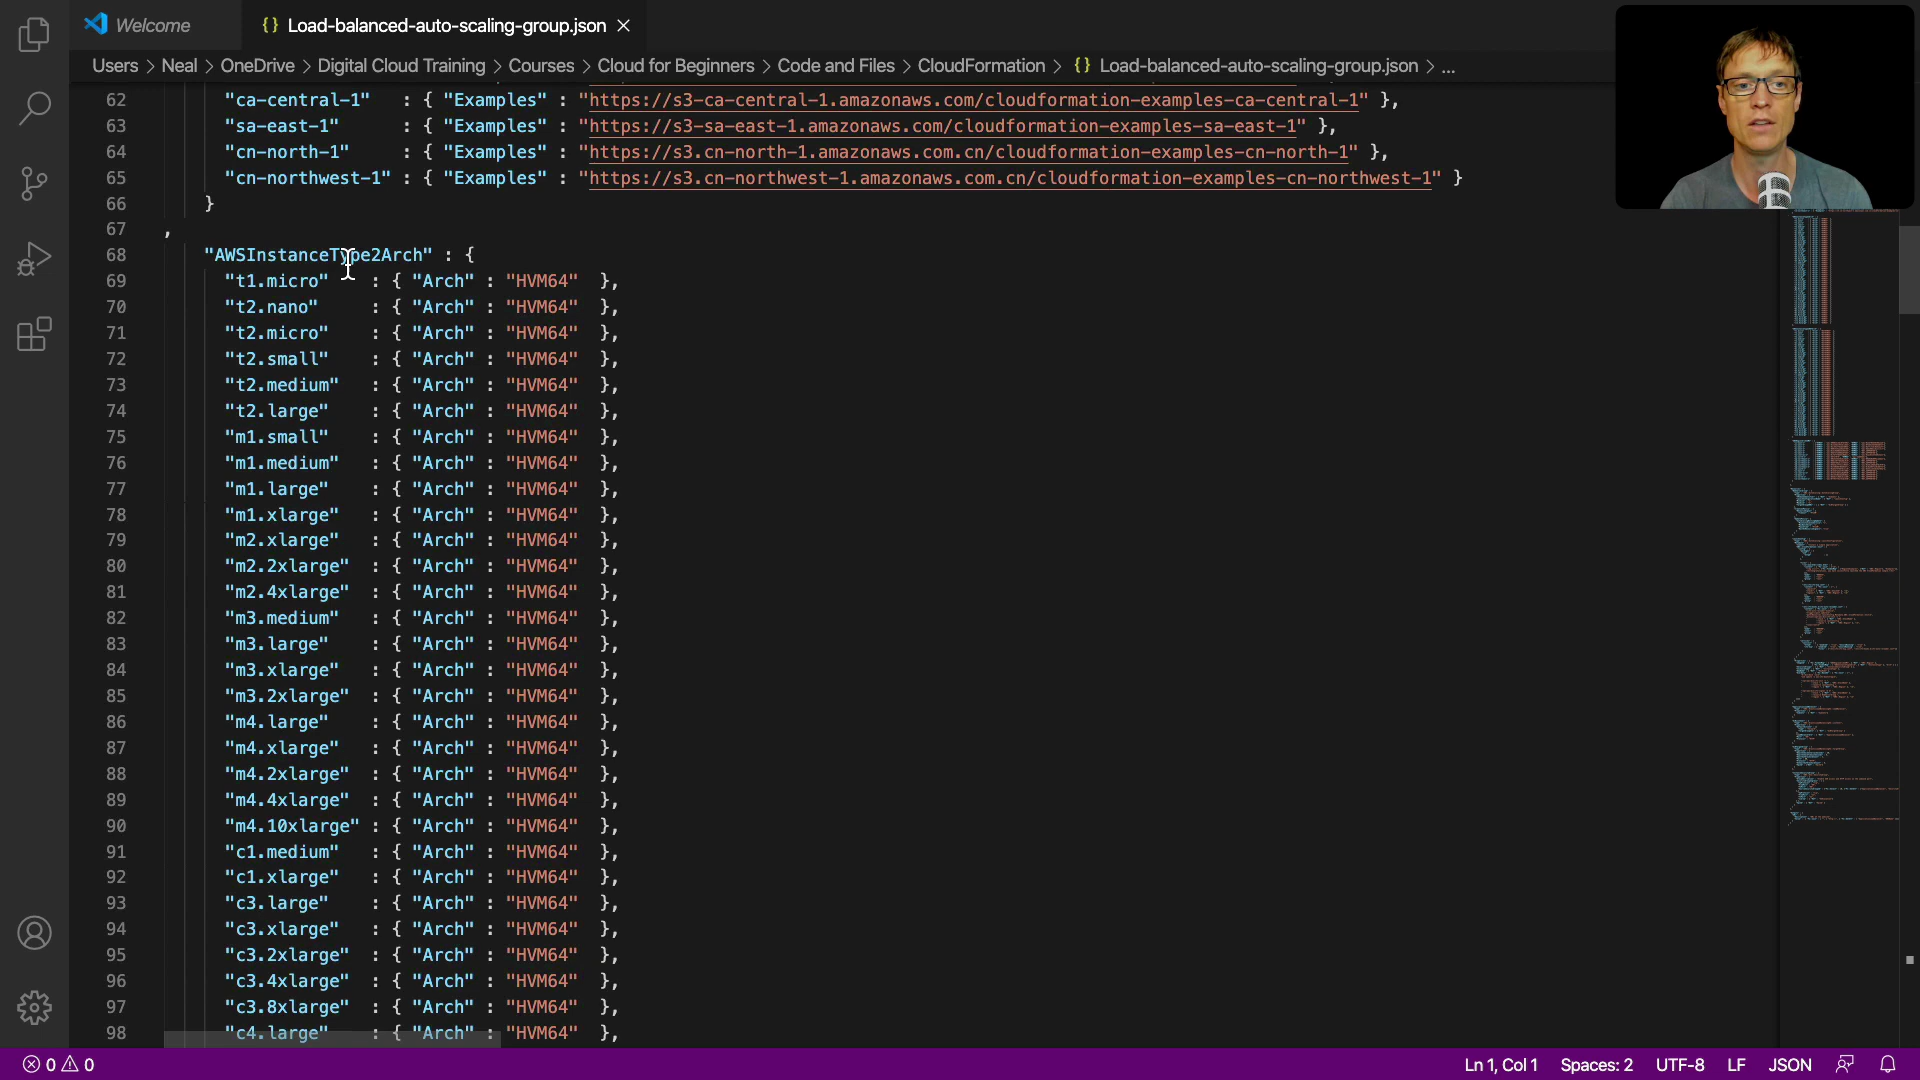 Welcome
{} Load-balanced-auto-scaling-group.json ×
Users > Neal > OneDrive > Digital Cloud Training > Courses > Cloud for Beginners > Code and Files > CloudFormation > {} Load-balanced-auto-scaling-group.json > ...
62 "ca-central-1" : { "Examples" : "https://s3-ca-central-1.amazonaws.com/cloudformation-examples-ca-central-1" },
63 "sa-east-1" : { "Examples" : "https://s3-sa-east-1.amazonaws.com/cloudformation-examples-sa-east-1" },
64 "cn-north-1" : { "Examples" : "https://s3.cn-north-1.amazonaws.com.cn/cloudformation-examples-cn-north-1" },
65 "cn-northwest-1" : { "Examples" : "https://s3.cn-northwest-1.amazonaws.com.cn/cloudformation-examples-cn-northwest-1" }
66 }
67 ,
68 "AWSInstanceType2Arch" : {
69 "t1.micro" : { "Arch" : "HVM64" },
70 "t2.nano" : { "Arch" : "HVM64" },
71 "t2.micro" : { "Arch" : "HVM64" },
72 "t2.small" : { "Arch" : "HVM64" },
73 "t2.medium" : { "Arch" : "HVM64" },
74 "t2.large" : { "Arch" : "HVM64" },
75 "m1.small" : { "Arch" : "HVM64" },
76 "m1.medium" : { "Arch" : "HVM64" },
77 "m1.large" : { "Arch" : "HVM64" },
78 "m1.xlarge" : { "Arch" : "HVM64" },
79 "m2.xlarge" : { "Arch" : "HVM64" },
80 "m2.2xlarge" : { "Arch" : "HVM64" },
81 "m2.4xlarge" : { "Arch" : "HVM64" },
82 "m3.medium" : { "Arch" : "HVM64" },
83 "m3.large" : { "Arch" : "HVM64" },
84 "m3.xlarge" : { "Arch" : "HVM64" },
85 "m3.2xlarge" : { "Arch" : "HVM64" },
86 "m4.large" : { "Arch" : "HVM64" },
87 "m4.xlarge" : { "Arch" : "HVM64" },
88 "m4.2xlarge" : { "Arch" : "HVM64" },
89 "m4.4xlarge" : { "Arch" : "HVM64" },
90 "m4.10xlarge" : { "Arch" : "HVM64" },
91 "c1.medium" : { "Arch" : "HVM64" },
92 "c1.xlarge" : { "Arch" : "HVM64" },
93 "c3.large" : { "Arch" : "HVM64" },
94 "c3.xlarge" : { "Arch" : "HVM64" },
95 "c3.2xlarge" : { "Arch" : "HVM64" },
96 "c3.4xlarge" : { "Arch" : "HVM64" },
97 "c3.8xlarge" : { "Arch" : "HVM64" },
98 "c4.large" : { "Arch" : "HVM64" },
0 0 Ln 1, Col 1 Spaces: 2 UTF-8 LF JSON